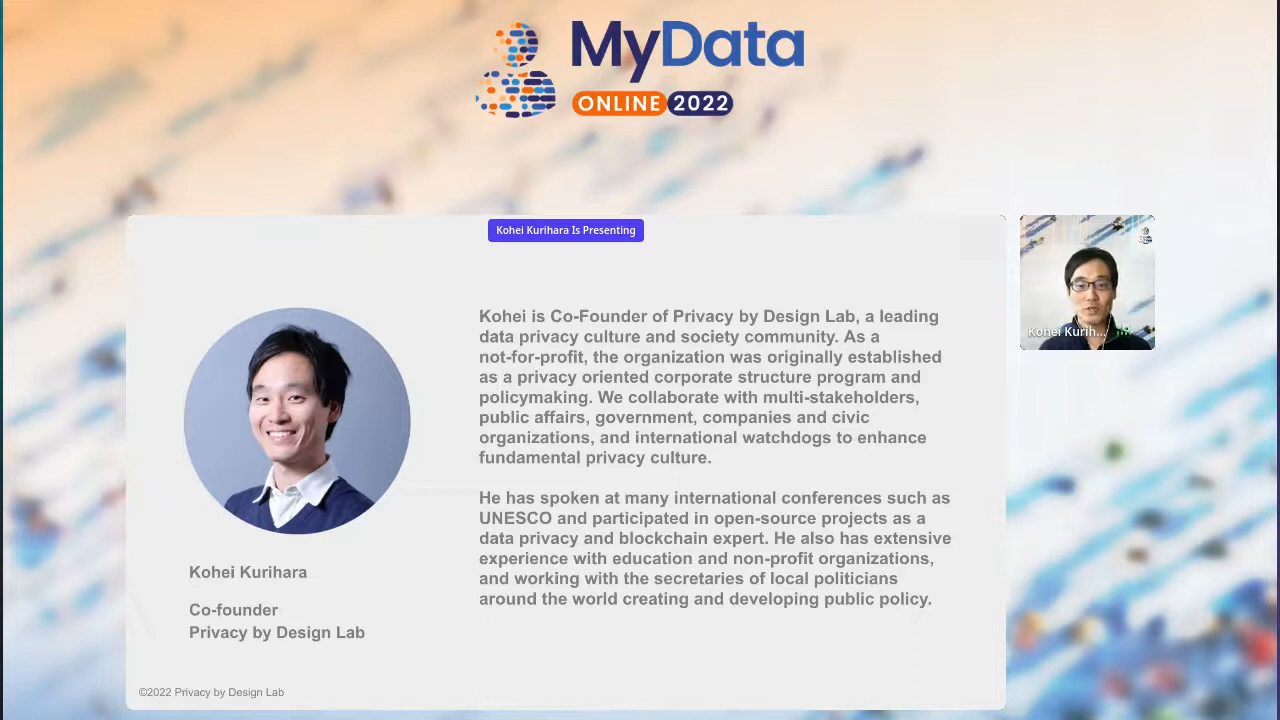 MyData
ONLINE 2022
Kohei Kurihara Is Presenting
Kohei is Co-Founder of Privacy by Design Lab, a leading
data privacy culture and society community. As a
not-for-profit, the organization was originally established
as a privacy oriented corporate structure program and
policymaking. We collaborate with multi-stakeholders,
public affairs, government, companies and civic
organizations, and international watchdogs to enhance
fundamental privacy culture.
He has spoken at many international conferences such as
UNESCO and participated in open-source projects as a
data privacy and blockchain expert. He also has extensive
experience with education and non-profit organizations,
and working with the secretaries of local politicians
around the world creating and developing public policy.
Kohei Kurihara
Co-founder
Privacy by Design Lab
©2022 Privacy by Design Lab
Kohei Kurih...